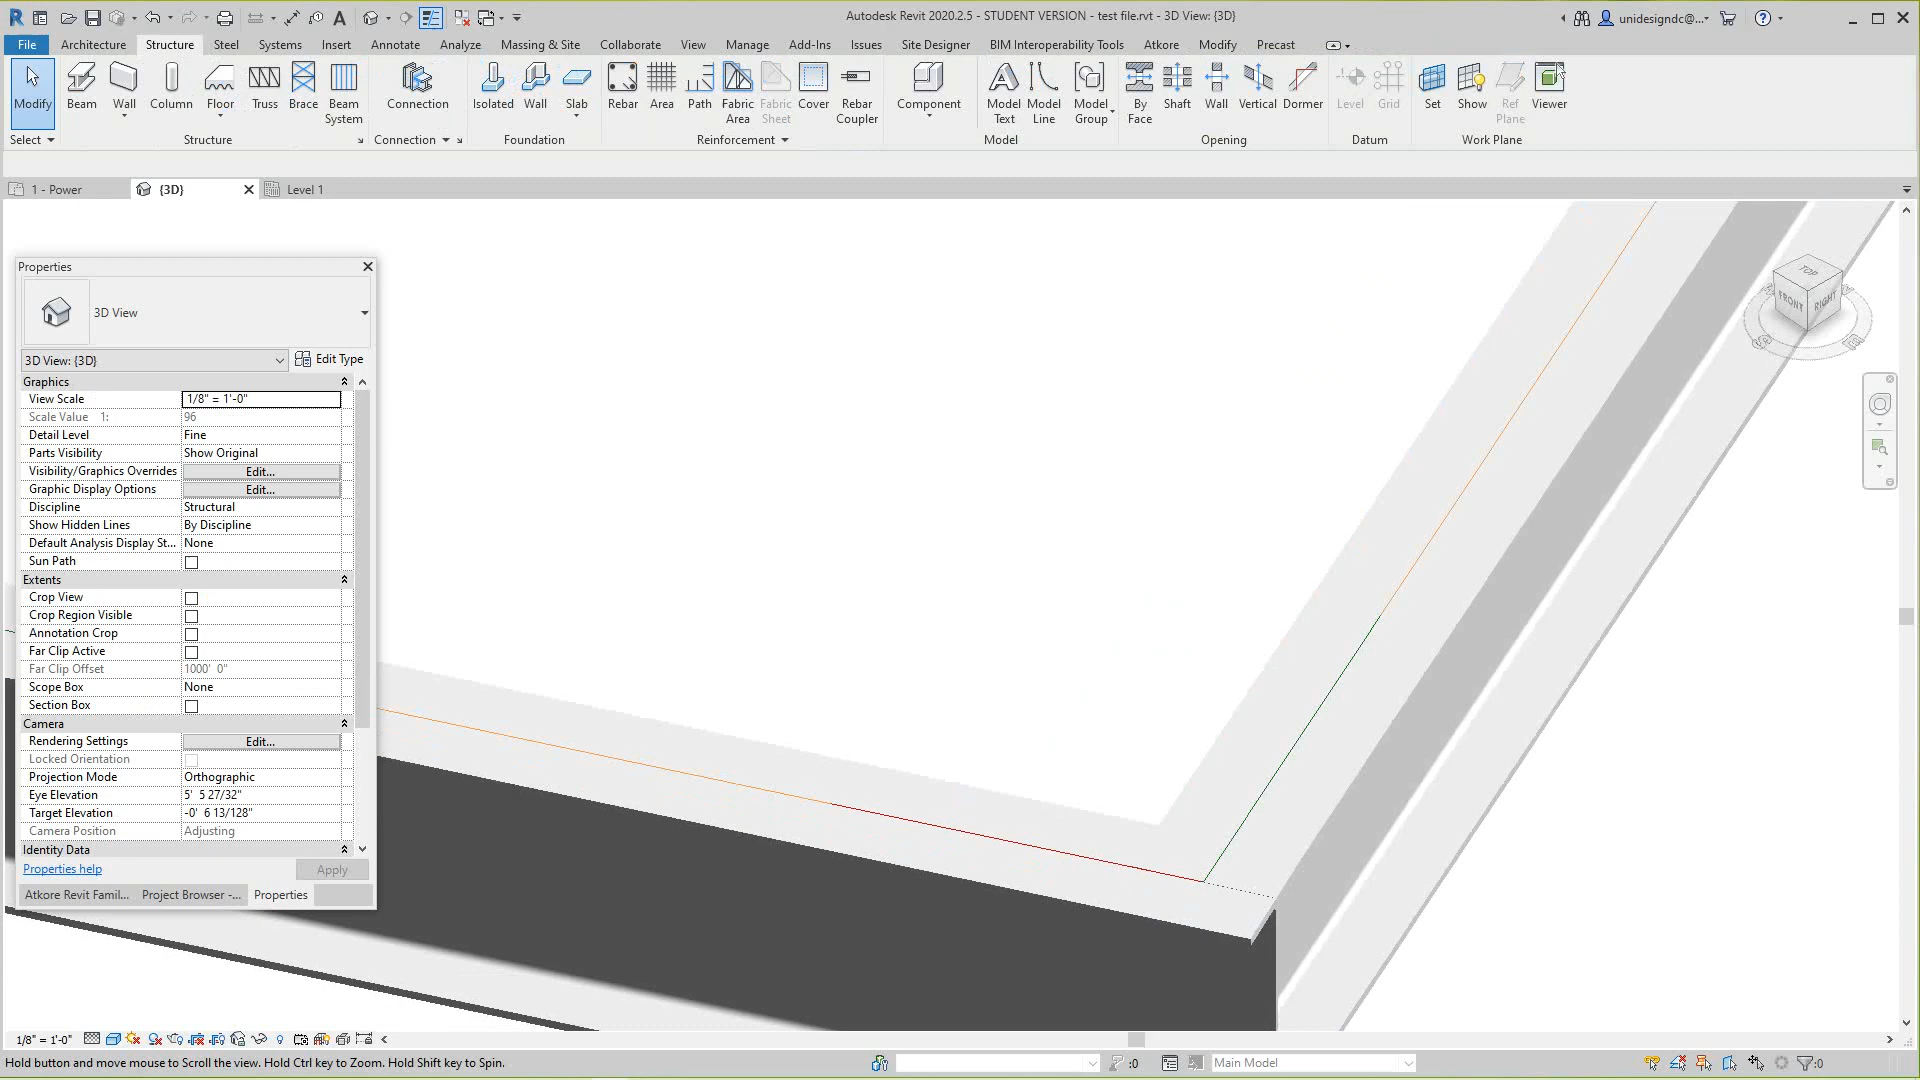 Autodesk Revit 2020.2.5 - STUDENT VERSION - test file.rvt - 3D View: {3D}
unidesigndc@...
File Architecture Structure Steel Systems Insert Annotate Analyze Massing & Site Collaborate View Manage Add-Ins Issues Site Designer BIM Interoperability Tools Atkore Modify Precast
Modify Beam Wall Column Floor Truss Brace Beam System Connection Isolated Wall Slab Rebar Area Path Fabric Area Fabric Sheet Cover Rebar Coupler Component Model Text Model Line Model Group By Face Shaft Wall Vertical Dormer Level Grid Set Show Ref Plane Viewer
Select Structure Connection Foundation Reinforcement Model Opening Datum Work Plane
1 - Power {3D} Level 1
Properties
3D View
3D View: {3D} Edit Type
Graphics
View Scale 1/8" = 1'-0"
Scale Value 1: 96
Detail Level Fine
Parts Visibility Show Original
Visibility/Graphics Overrides Edit...
Graphic Display Options Edit...
Discipline Structural
Show Hidden Lines By Discipline
Default Analysis Display St... None
Sun Path
Extents
Crop View
Crop Region Visible
Annotation Crop
Far Clip Active
Far Clip Offset 1000' 0"
Scope Box None
Section Box
Camera
Rendering Settings Edit...
Locked Orientation
Projection Mode Orthographic
Eye Elevation 5' 5 27/32"
Target Elevation -0' 6 13/128"
Camera Position Adjusting
Identity Data
Properties help Apply
Atkore Revit Famil... Project Browser -... Properties
TOP
FRONT RIGHT
S E
1/8" = 1'-0"
Hold button and move mouse to Scroll the view. Hold Ctrl key to Zoom. Hold Shift key to Spin.
:0 Main Model :0